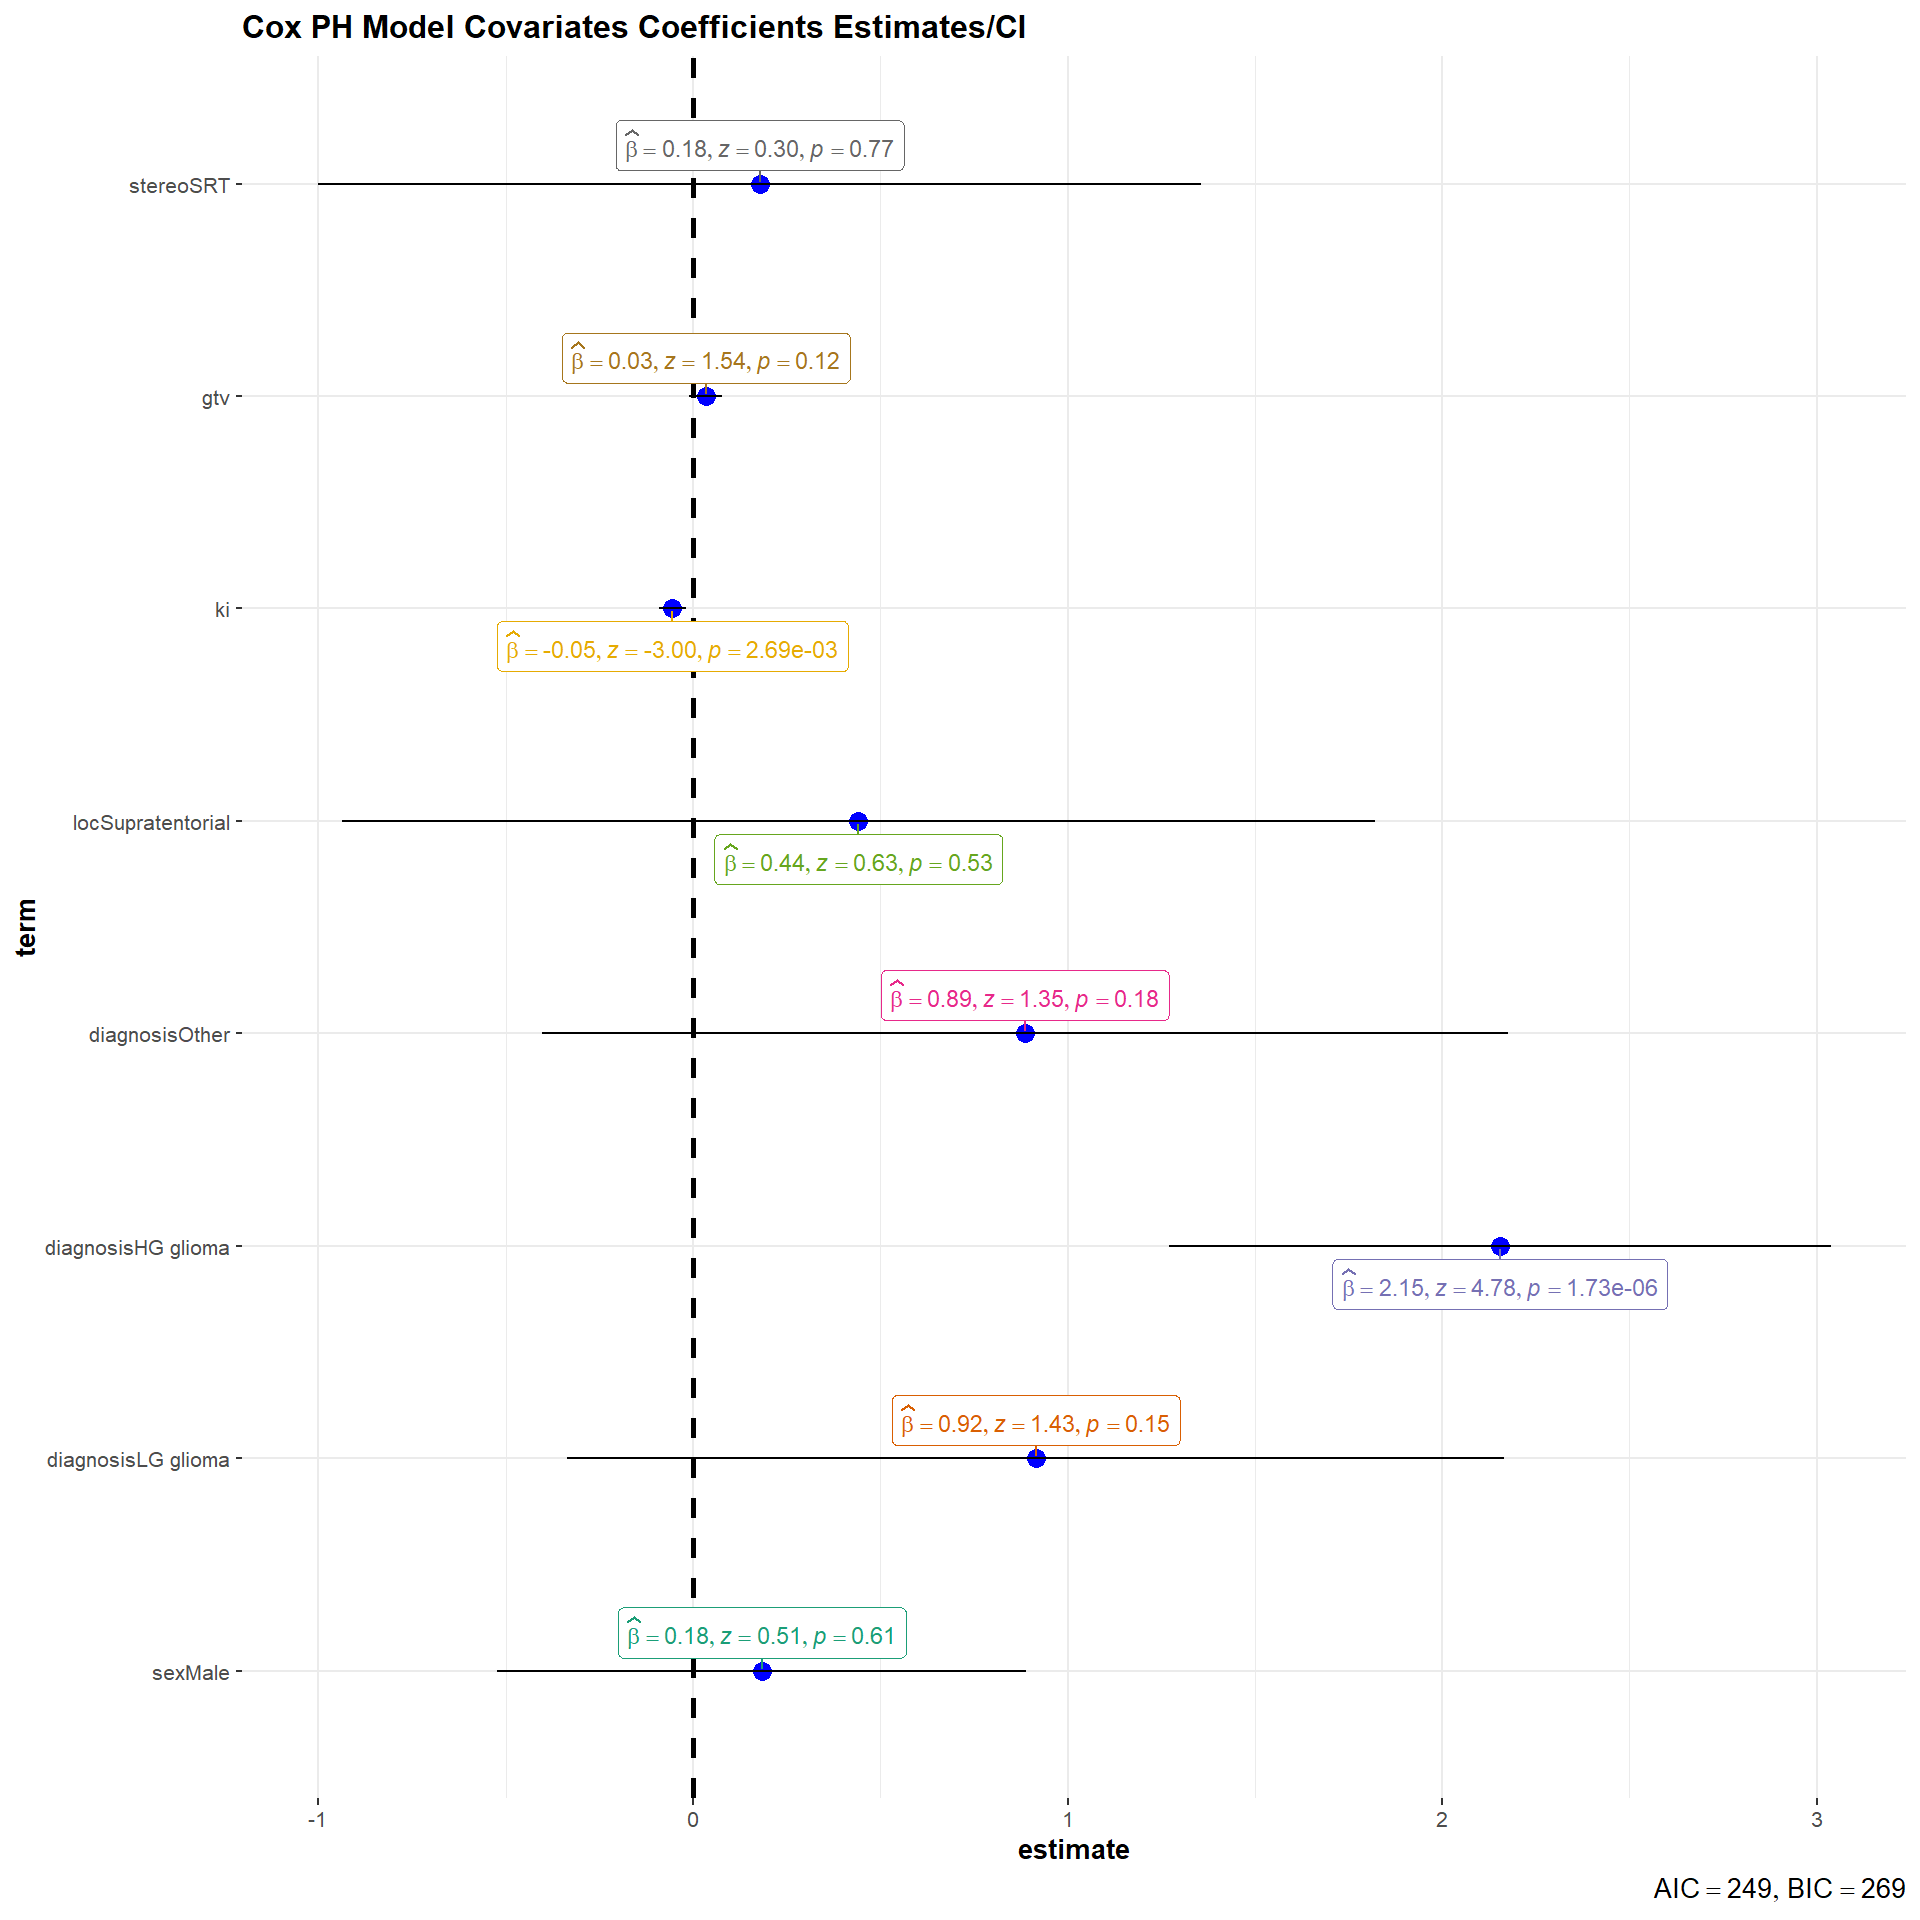 Cox PH Model Covariates Coefficients Estimates/CI
stereoSRT
β̂ = 0.18, z = 0.30, p = 0.77
gtv
β̂ = 0.03, z = 1.54, p = 0.12
ki
β̂ = -0.05, z = -3.00, p = 2.69e-03
locSupratentorial
β̂ = 0.44, z = 0.63, p = 0.53
term
diagnosisOther
β̂ = 0.89, z = 1.35, p = 0.18
diagnosisHG glioma
β̂ = 2.15, z = 4.78, p = 1.73e-06
diagnosisLG glioma
β̂ = 0.92, z = 1.43, p = 0.15
sexMale
β̂ = 0.18, z = 0.51, p = 0.61
-1 0 1 2 3
estimate
AIC = 249, BIC = 269